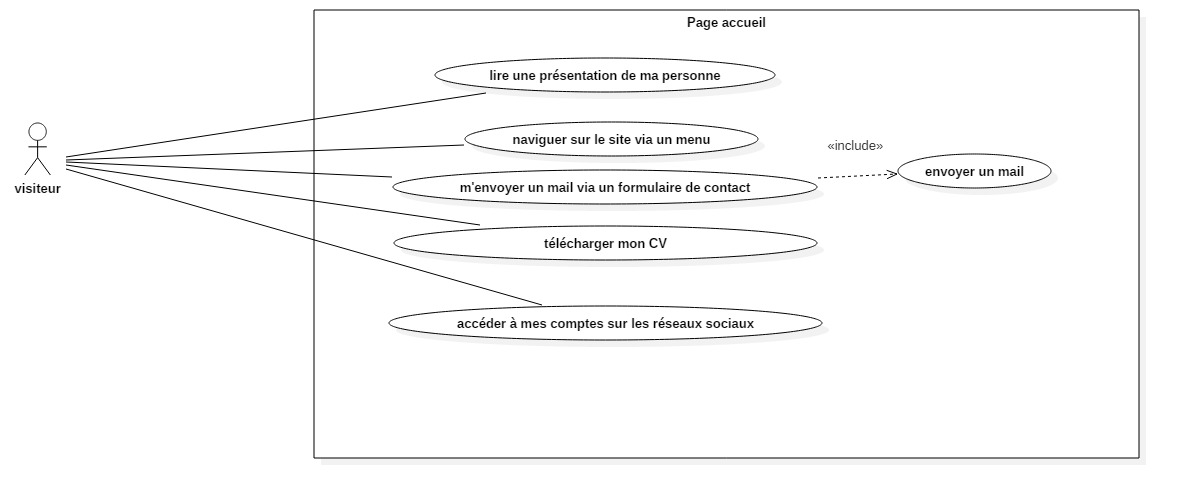 Page accueil
lire une présentation de ma personne
naviguer sur le site via un menu
«include»
m'envoyer un mail via un formulaire de contact
envoyer un mail
visiteur
télécharger mon CV
accéder à mes comptes sur les réseaux sociaux